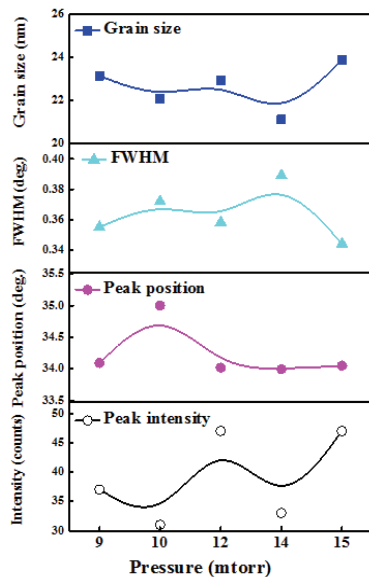 26
24
22
20
Grain size (nm)
Grain size
0.40
0.38
0.36
0.34
FWHM (deg)
FWHM
35.5
35.0
34.5
34.0
33.5
Peak position (deg.)
Peak position
50
45
40
35
30
Intensity (counts)
Peak intensity
9 10 12 14 15
Pressure (mtorr)